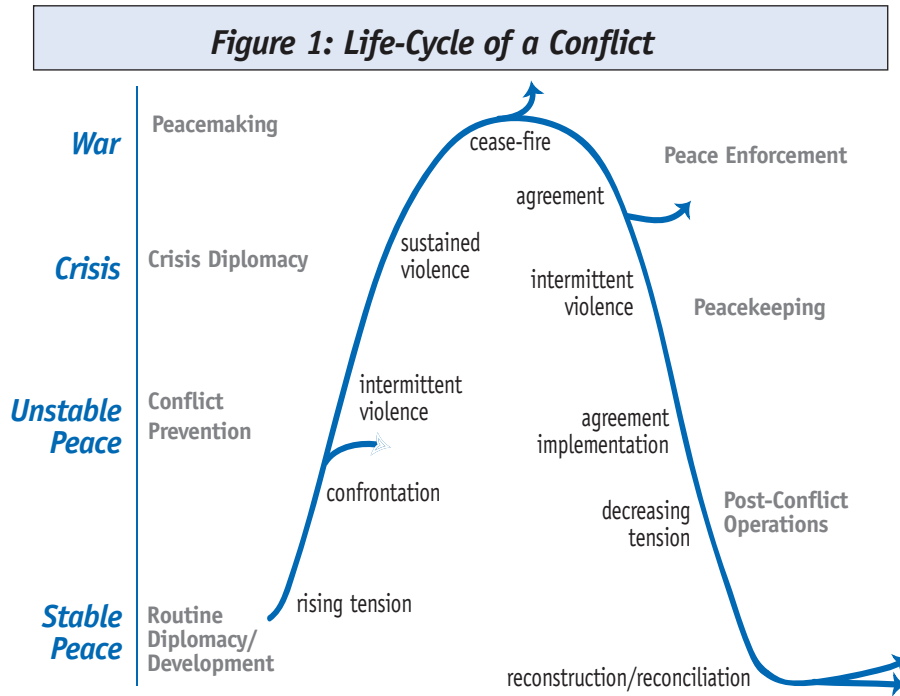 Figure 1: Life-Cycle of a Conflict
War
Peacemaking
cease-fire
Peace Enforcement
agreement
Crisis
Crisis Diplomacy
sustained
violence
intermittent
violence
Peacekeeping
Unstable
Peace
Conflict
Prevention
intermittent
violence
agreement
implementation
confrontation
decreasing
tension
Post-Conflict
Operations
Stable
Peace
Routine
Diplomacy/
Development
rising tension
reconstruction/reconciliation